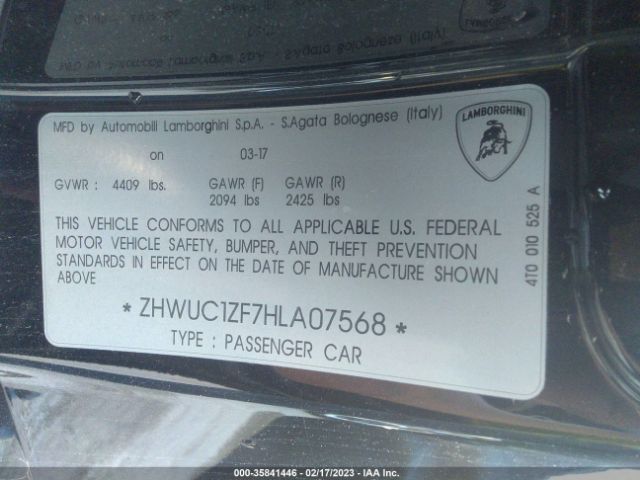 MFD by Automobili Lamborghini S.p.A. - S.Agata Bolognese (Italy)
LAMBORGHINI
on 03-17
GVWR : 4409 lbs. GAWR (F) GAWR (R)
2094 lbs 2425 lbs
THIS VEHICLE CONFORMS TO ALL APPLICABLE U.S. FEDERAL
MOTOR VEHICLE SAFETY, BUMPER, AND THEFT PREVENTION
STANDARDS IN EFFECT ON THE DATE OF MANUFACTURE SHOWN
ABOVE
* ZHWUC1ZF7HLA07568 *
TYPE : PASSENGER CAR
4T0 010 525 A
000-35841446 - 02/17/2023 - IAA Inc.